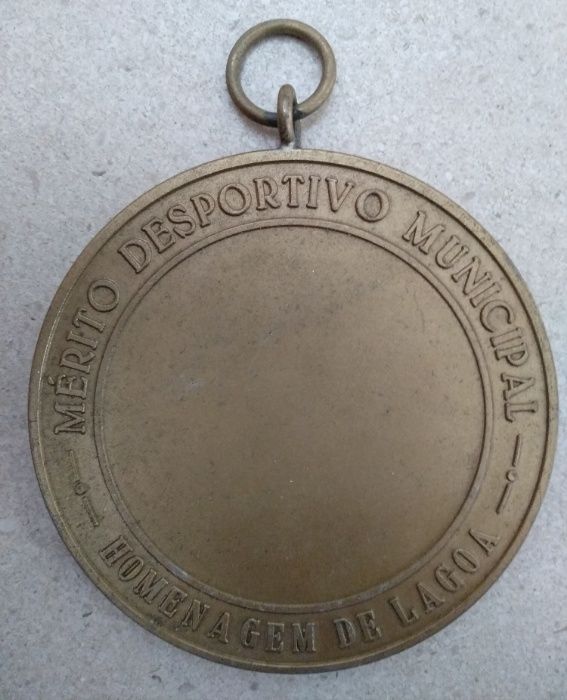 MÉRITO DESPORTIVO MUNICIPAL
HOMENAGEM DE LAGOA